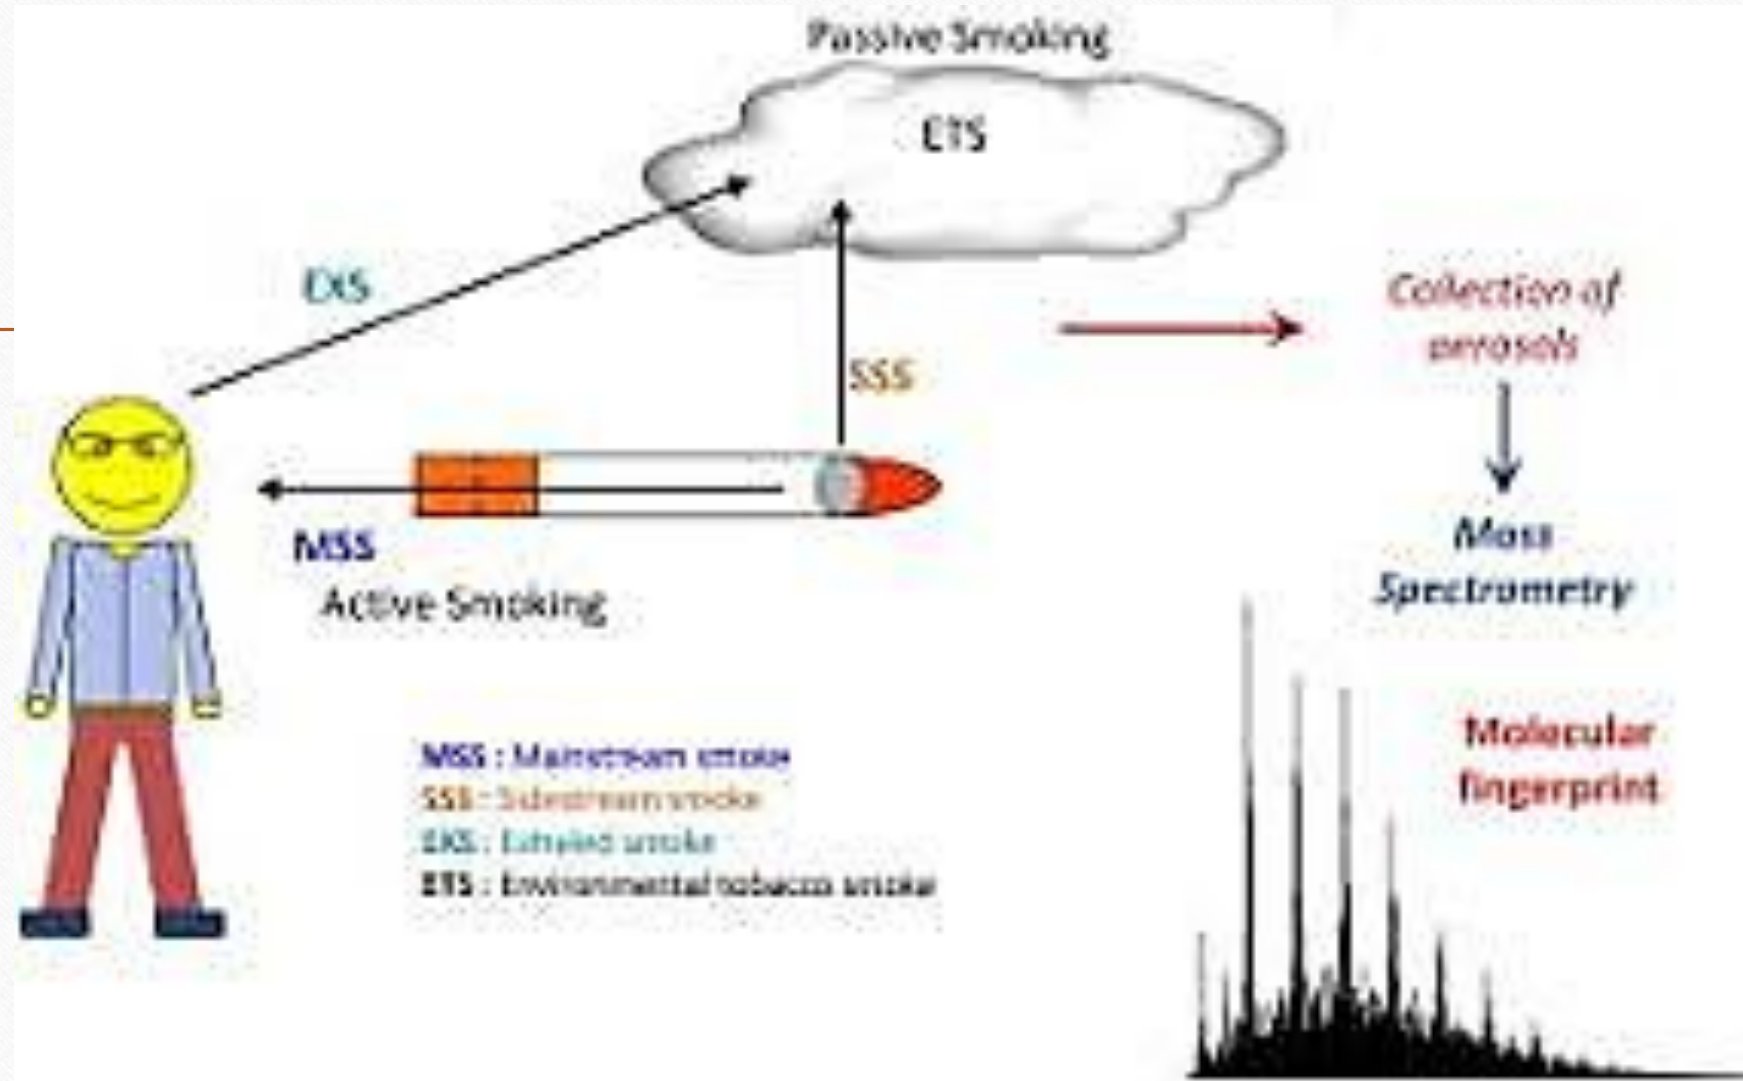 Passive Smoking
ETS
EXS
SSS
MSS
Active Smoking
Collection of
aerosols
Mass
Spectrometry
Molecular
fingerprint
MSS : Mainstream smoke
SSS : Sidestream smoke
EXS : Exhaled smoke
ETS : Environmental tobacco smoke